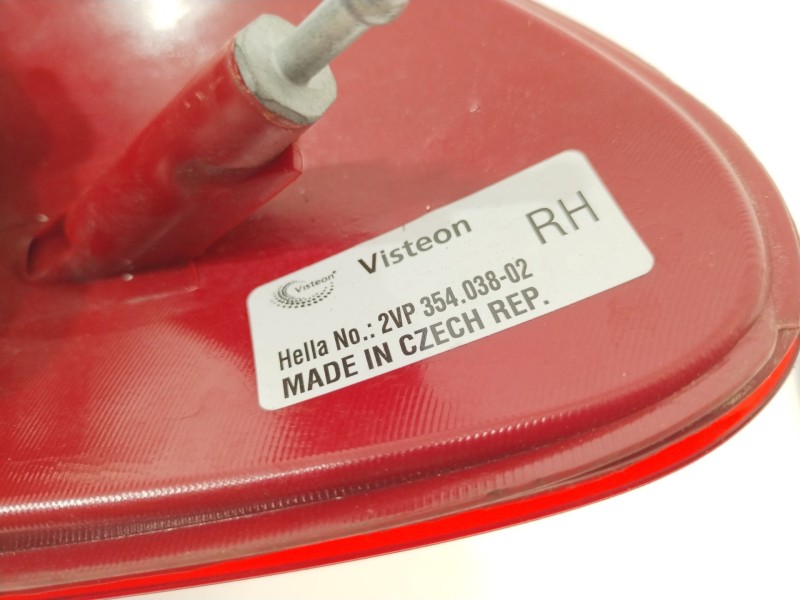 Visteon RH
Visteon
Hella No.: 2VP 354.038-02
MADE IN CZECH REP.